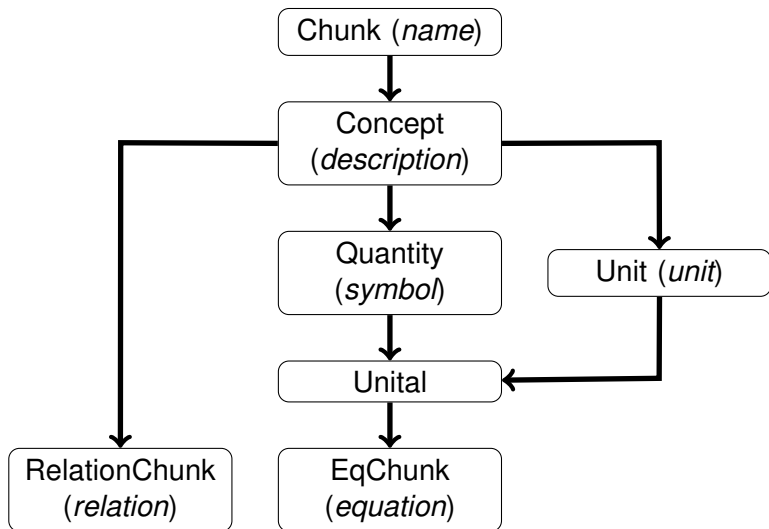 Chunk (name)
Concept
(description)
Quantity
(symbol)
Unit (unit)
Unital
RelationChunk
(relation)
EqChunk
(equation)